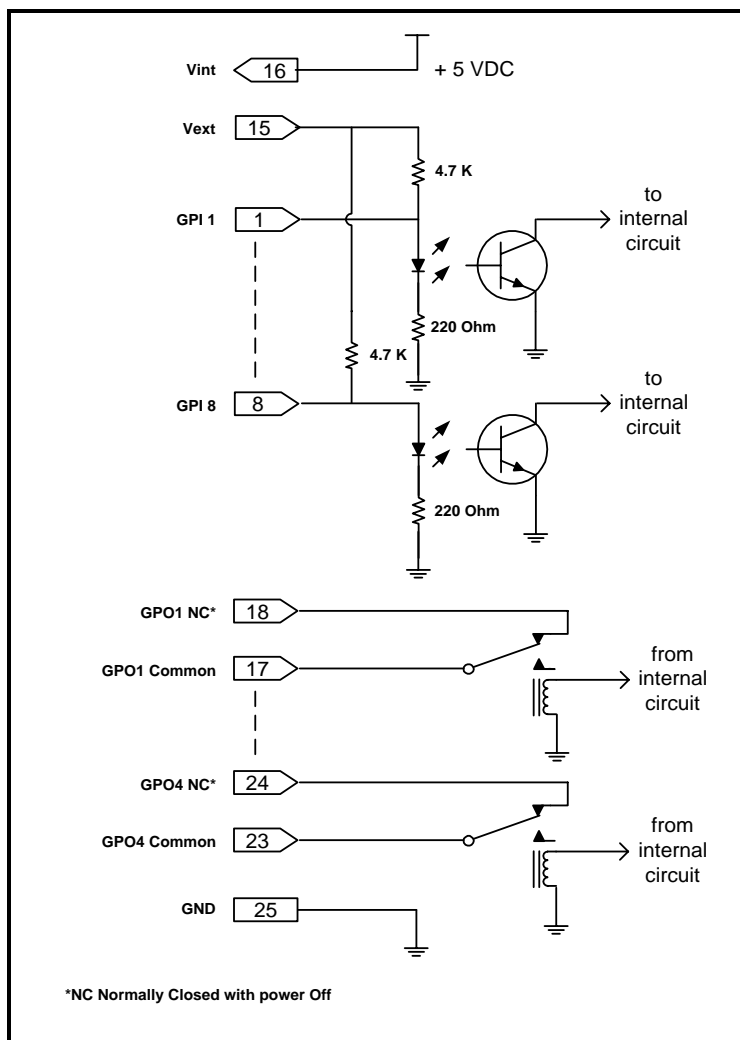 Vint 16 + 5 VDC
Vext 15
4.7 K
GPI 1 1
to
internal
circuit
220 Ohm
4.7 K
GPI 8 8
to
internal
circuit
220 Ohm
GPO1 NC* 18
GPO1 Common 17
from
internal
circuit
GPO4 NC* 24
GPO4 Common 23
from
internal
circuit
GND 25
*NC Normally Closed with power Off